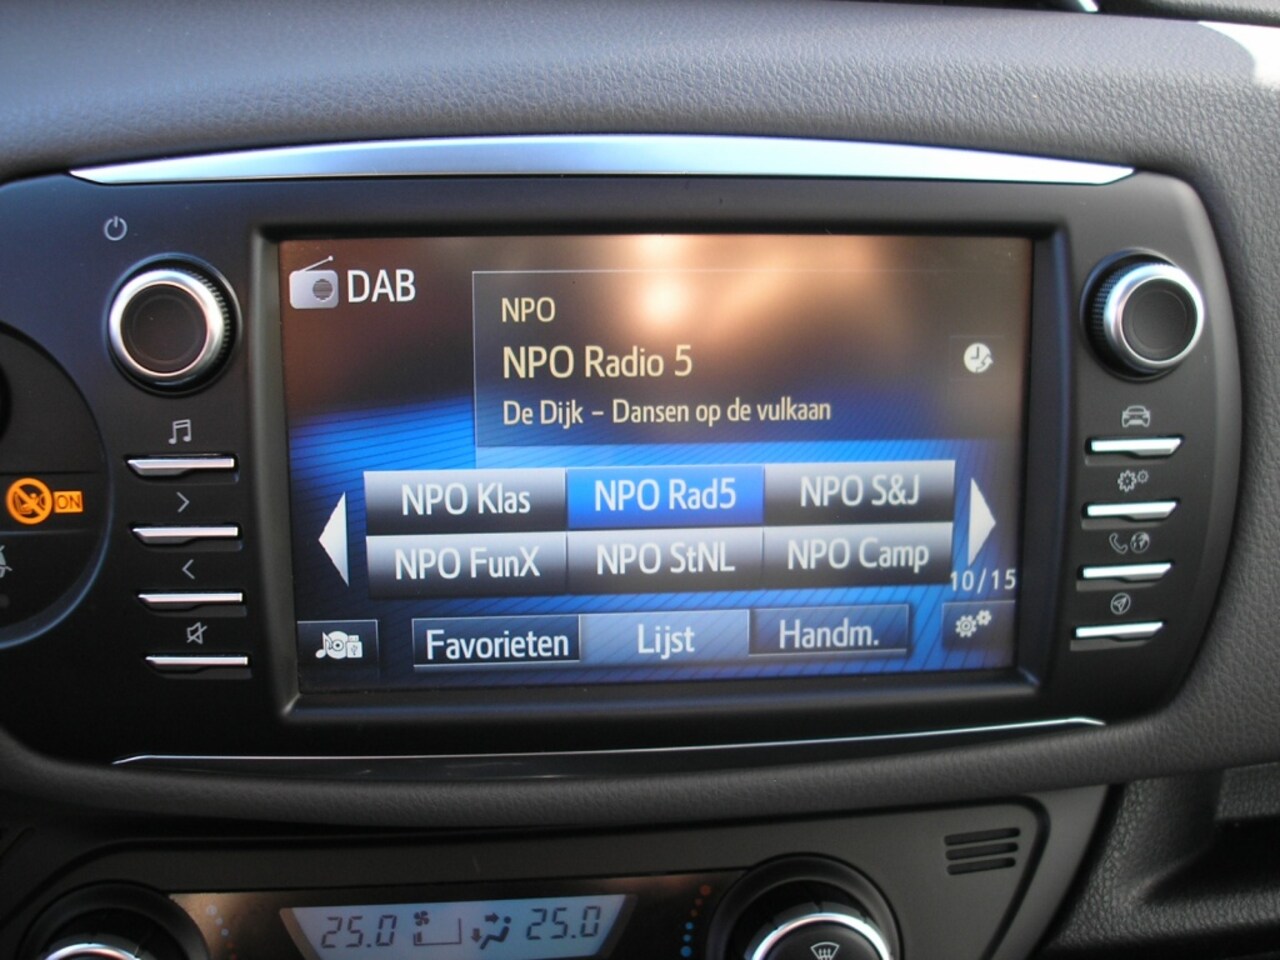 DAB
NPO
NPO Radio 5
De Dijk - Dansen op de vulkaan
NPO Klas NPO Rad5 NPO S&J
NPO FunX NPO StNL NPO Camp
10/15
Favorieten Lijst Handm.
ON
25.0 25.0